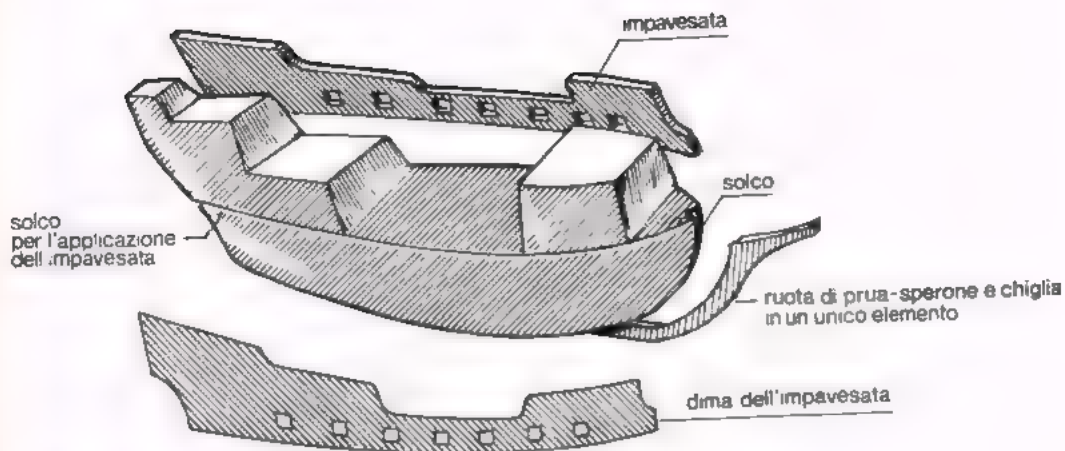 impavesata
solco
solco
per l'applicazione
dell'impavesata
ruota di prua-sperone e chiglia
in un unico elemento
dima dell'impavesata